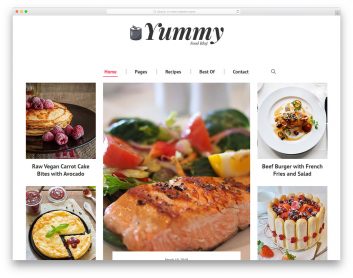 Yummy
Food Blog
Home Pages Recipes Best Of Contact
Raw Vegan Carrot Cake
Bites with Avocado
Beef Burger with French
Fries and Salad